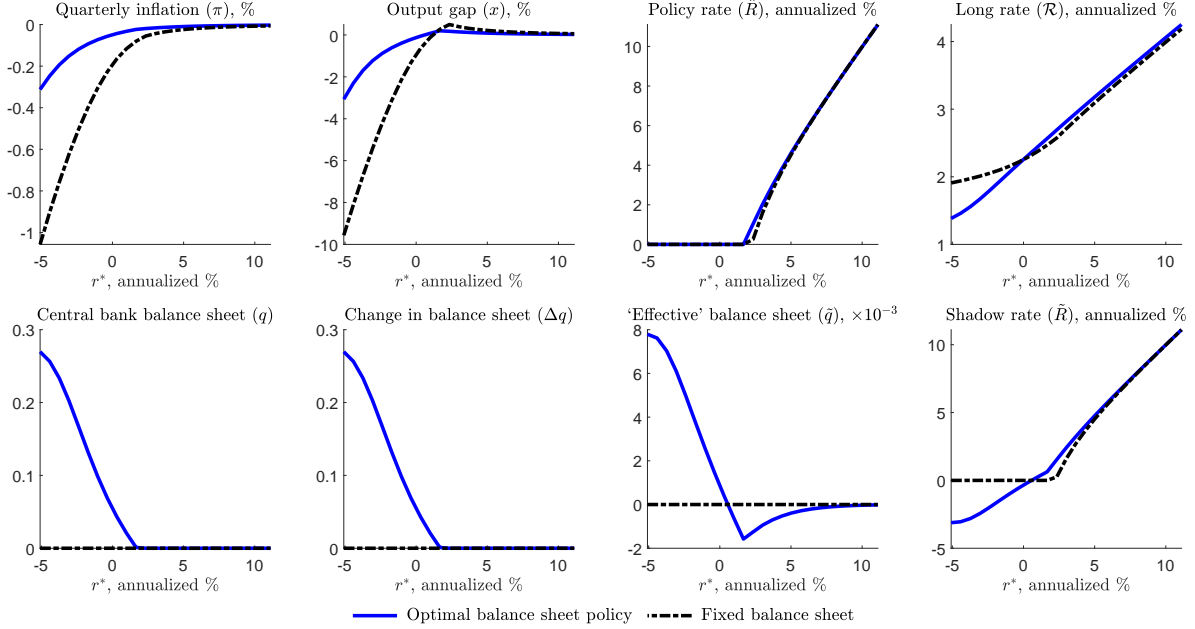 Quarterly inflation (π), %
0
-0.2
-0.4
-0.6
-0.8
-1
-5 0 5 10
r*, annualized %
Output gap (x), %
0
-2
-4
-6
-8
-10
-5 0 5 10
r*, annualized %
Policy rate (R̈), annualized %
10
8
6
4
2
0
-5 0 5 10
r*, annualized %
Long rate (𝓡), annualized %
4
3
2
1
-5 0 5 10
r*, annualized %
Central bank balance sheet (q)
0.3
0.2
0.1
0
-5 0 5 10
r*, annualized %
Change in balance sheet (Δq)
0.3
0.2
0.1
0
-5 0 5 10
r*, annualized %
‘Effective’ balance sheet (q̃), ×10⁻³
8
6
4
2
0
-2
-5 0 5 10
r*, annualized %
Shadow rate (R̃), annualized %
10
5
0
-5
-5 0 5 10
r*, annualized %
Optimal balance sheet policy
Fixed balance sheet